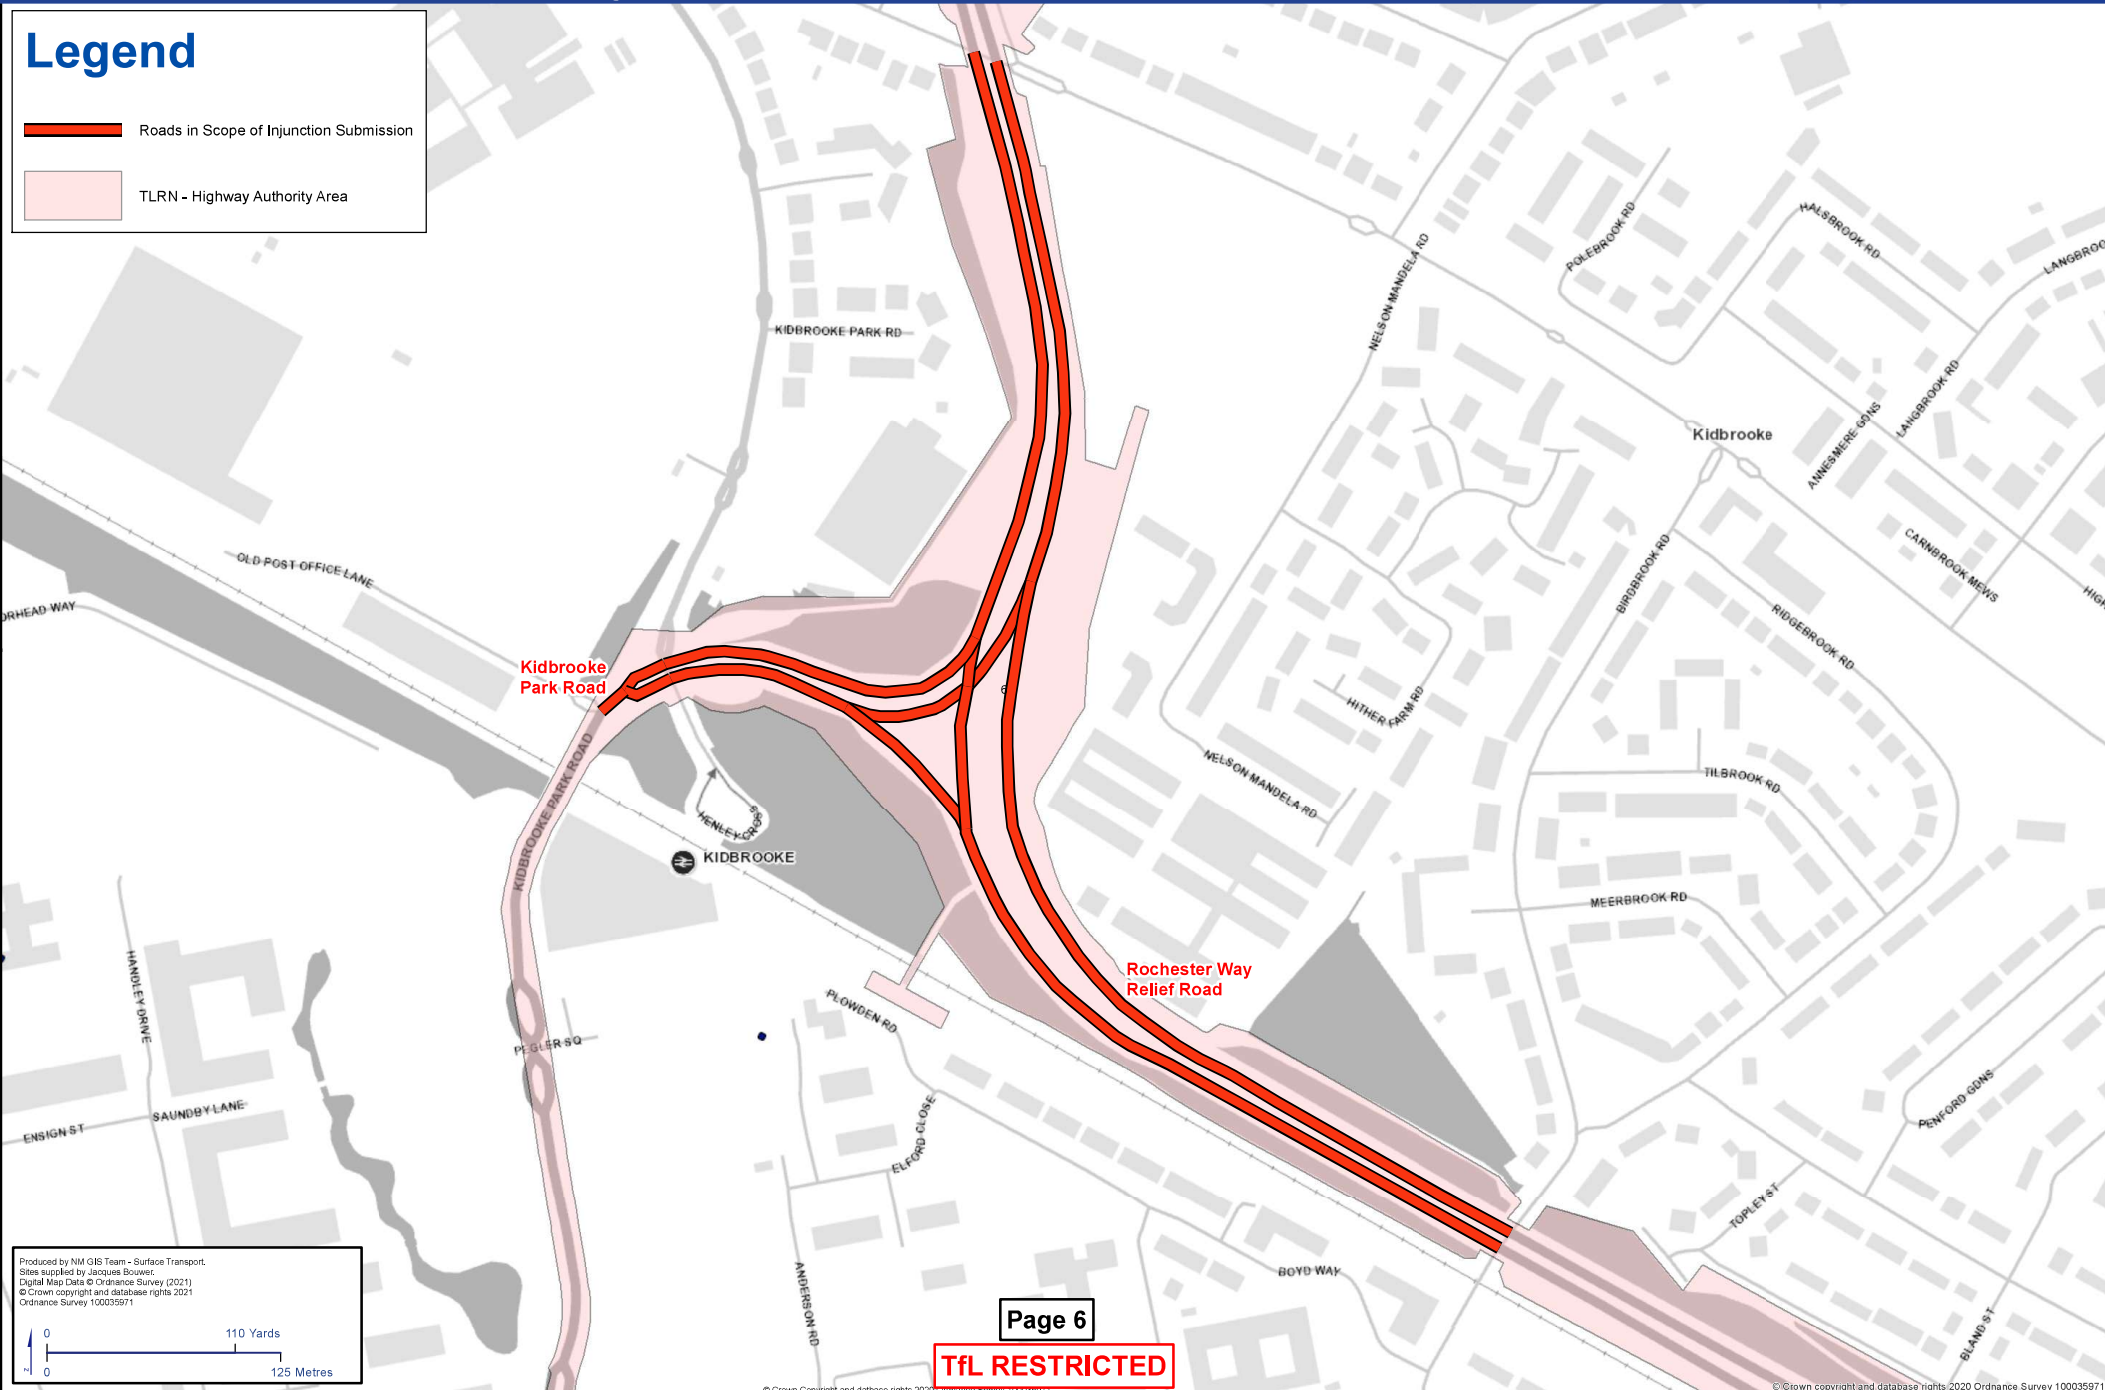 Legend
Roads in Scope of Injunction Submission
TLRN - Highway Authority Area
KIDBROOKE PARK RD
NELSON MANDELA RD
POLEBROOK RD
HALSBROOK RD
LANGBROO
LANGBROOK RD
Kidbrooke
ANNESMERE GDNS
CARNBROOK MEWS
HIGH
OLD POST OFFICE LANE
ORHEAD WAY
BIRDBROOK RD
RIDGEBROOK RD
Kidbrooke
Park Road
6
HITHER FARM RD
NELSON MANDELA RD
TILBROOK RD
KIDBROOKE PARK ROAD
HENLEY CROSS
KIDBROOKE
MEERBROOK RD
HANDLEY DRIVE
Rochester Way
Relief Road
PLOWDEN RD
PEGLER SQ
SAUNDBY LANE
ENSIGN ST
ELFORD CLOSE
PENFORD GDNS
TOPLEY ST
BOYD WAY
ANDERSON RD
BLAND ST
Produced by NM GIS Team - Surface Transport.
Sites supplied by Jacques Bouwer.
Digital Map Data © Ordnance Survey (2021)
© Crown copyright and database rights 2021
Ordnance Survey 100035971
0 110 Yards
0 125 Metres
Z
Page 6
TfL RESTRICTED
© Crown copyright and database rights 2020 Ordnance Survey 100035971